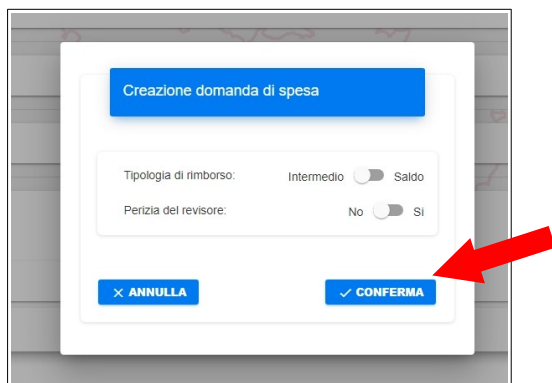 Creazione domanda di spesa
Tipologia di rimborso: Intermedio Saldo
Perizia del revisore: No Si
ANNULLA CONFERMA